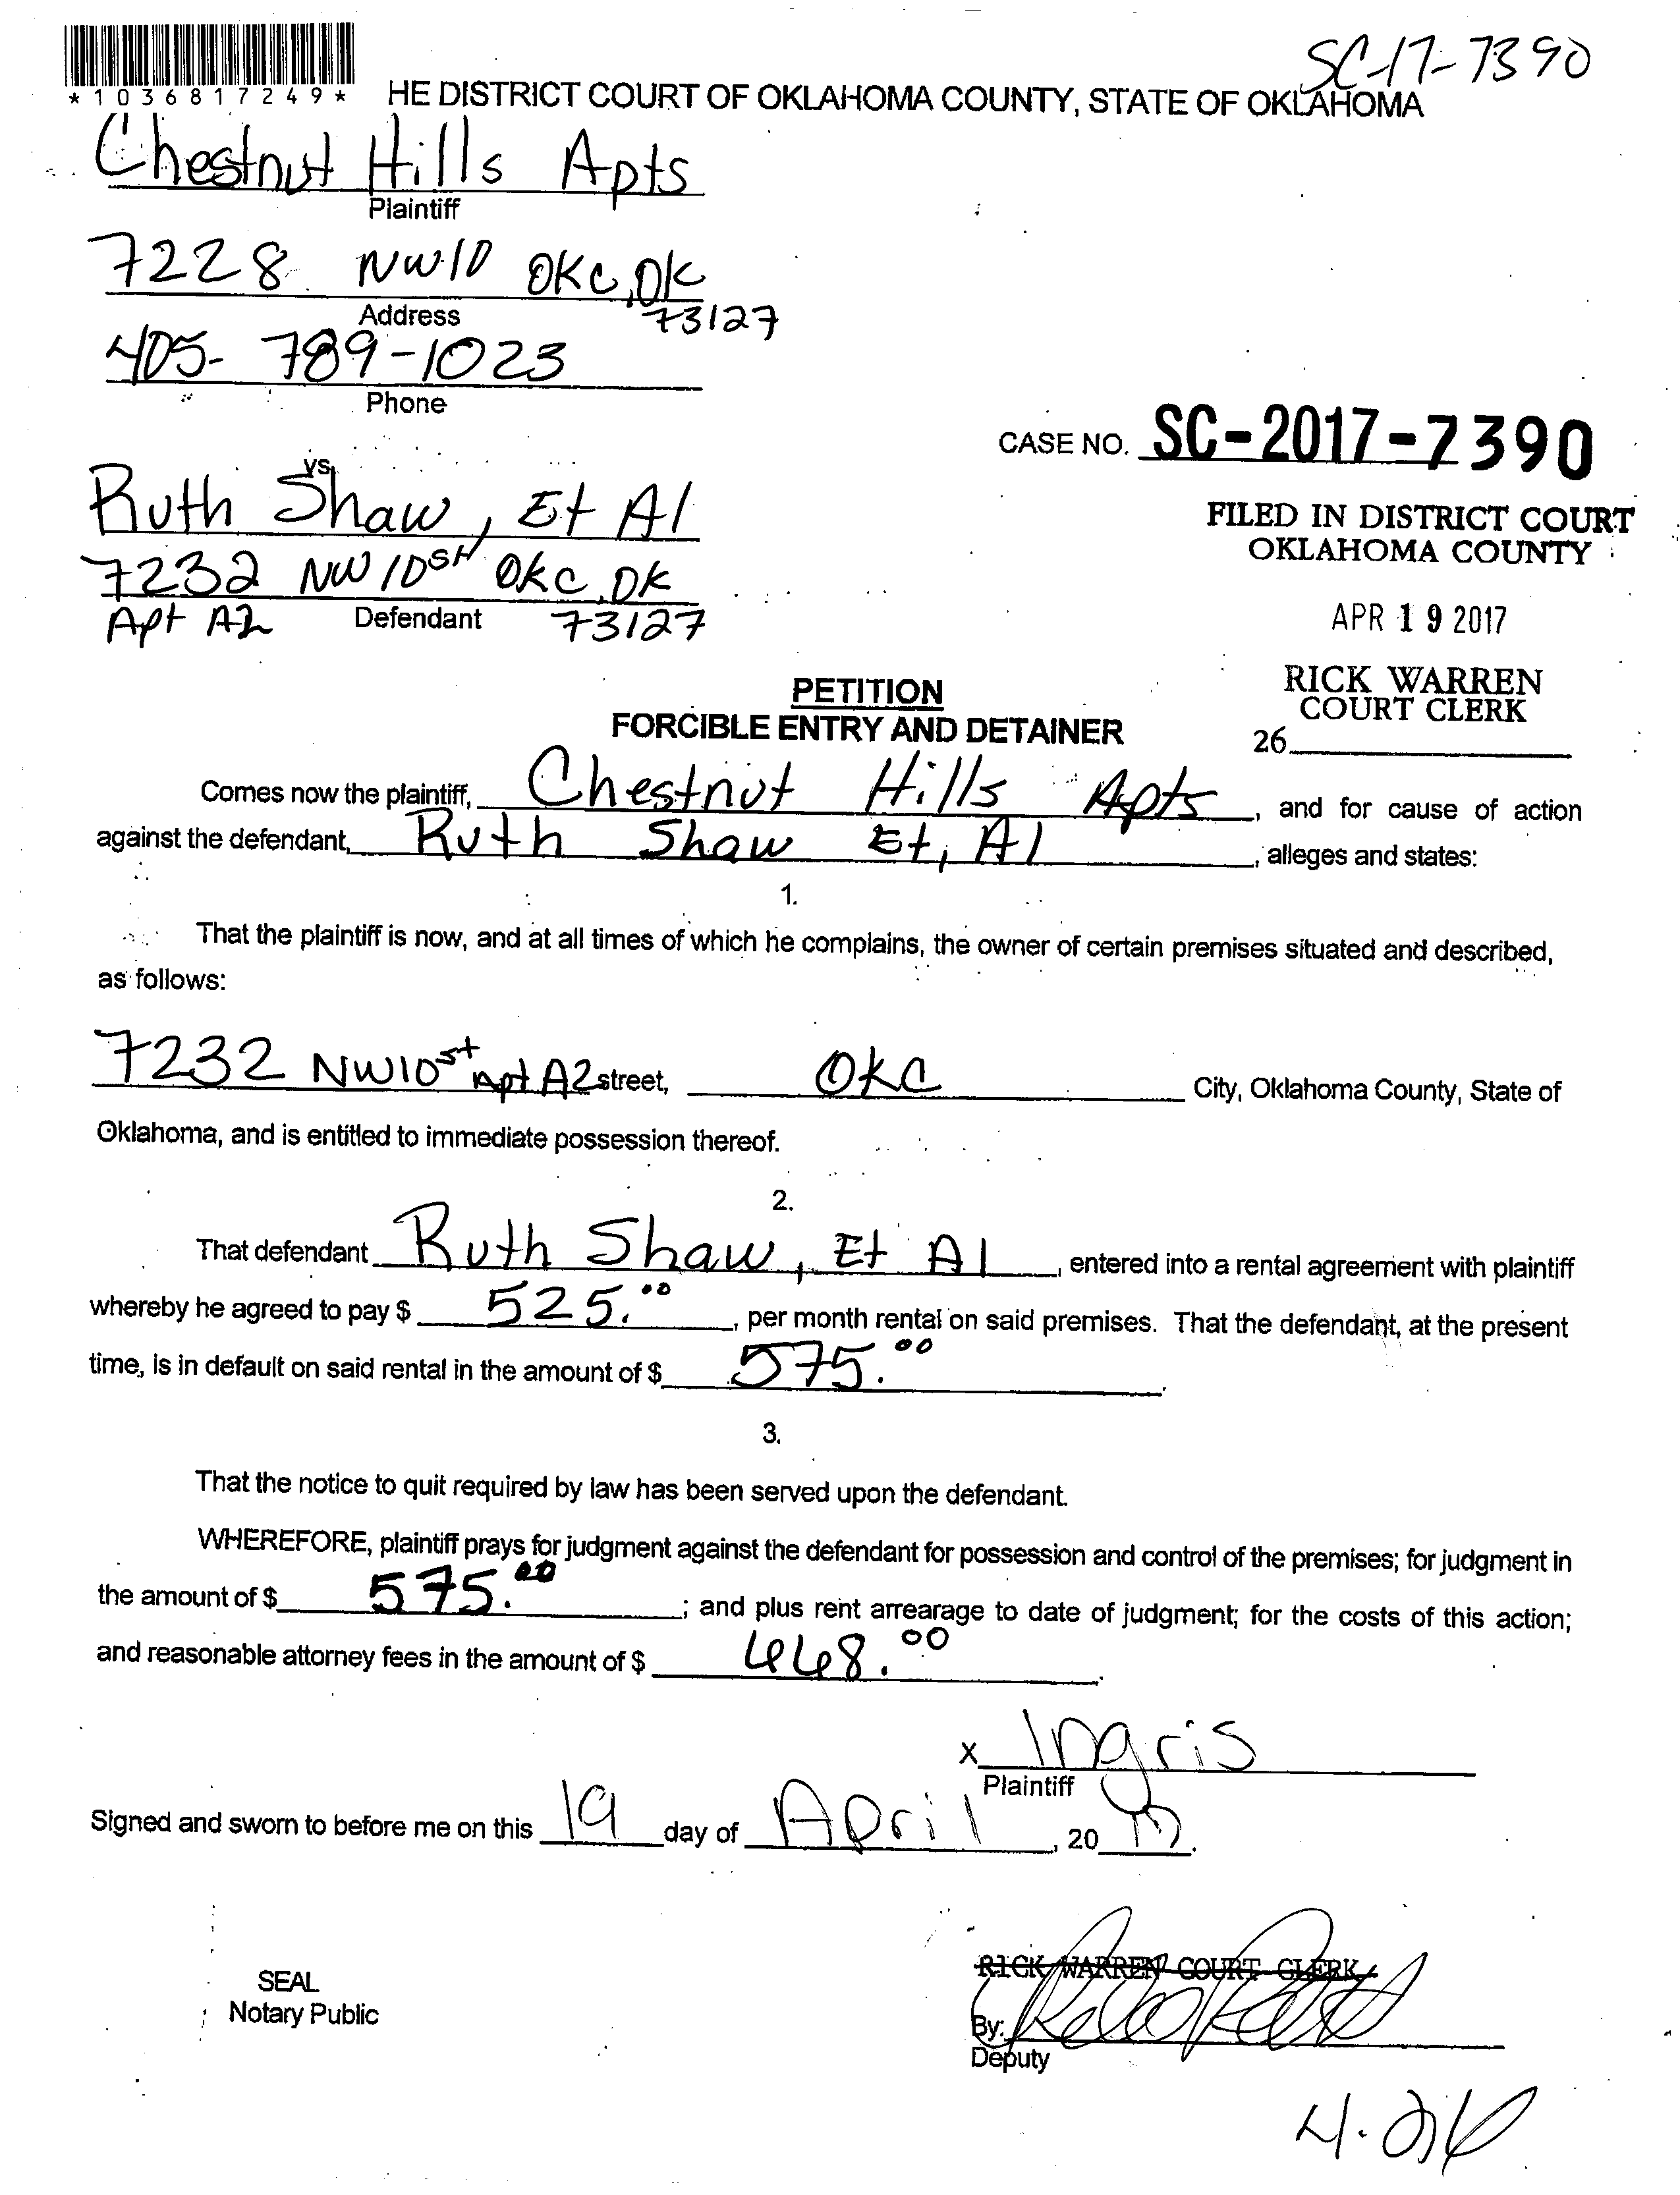 SC-17-7390
*1036817249*
HE DISTRICT COURT OF OKLAHOMA COUNTY, STATE OF OKLAHOMA
Chestnut Hills Apts
Plaintiff
7228 NW10 OKC, OK
Address
73127
405-789-1023
Phone
CASE NO. SC-2017-7390
vs.
Ruth Shaw, Et Al
FILED IN DISTRICT COURT
OKLAHOMA COUNTY
7232 NW 10st OKC, OK
Apt A2 Defendant 73127
APR 19 2017
RICK WARREN
COURT CLERK
26
PETITION
FORCIBLE ENTRY AND DETAINER
Comes now the plaintiff, Chestnut Hills Apts, and for cause of action
against the defendant, Ruth Shaw Et, Al, alleges and states:
1.
That the plaintiff is now, and at all times of which he complains, the owner of certain premises situated and described,
as follows:
7232 NW10st Apt A2 street, OKC City, Oklahoma County, State of
Oklahoma, and is entitled to immediate possession thereof.
2.
That defendant Ruth Shaw, Et Al, entered into a rental agreement with plaintiff
whereby he agreed to pay $ 525.00, per month rental on said premises. That the defendant, at the present
time, is in default on said rental in the amount of $ 575.00
3.
That the notice to quit required by law has been served upon the defendant.
WHEREFORE, plaintiff prays for judgment against the defendant for possession and control of the premises; for judgment in
the amount of $ 575.00; and plus rent arrearage to date of judgment; for the costs of this action;
and reasonable attorney fees in the amount of $ 448.00.
X Ingris
Plaintiff
Signed and sworn to before me on this 19 day of April, 20 17.
SEAL
Notary Public
RICK WARREN COURT CLERK
By:
Deputy